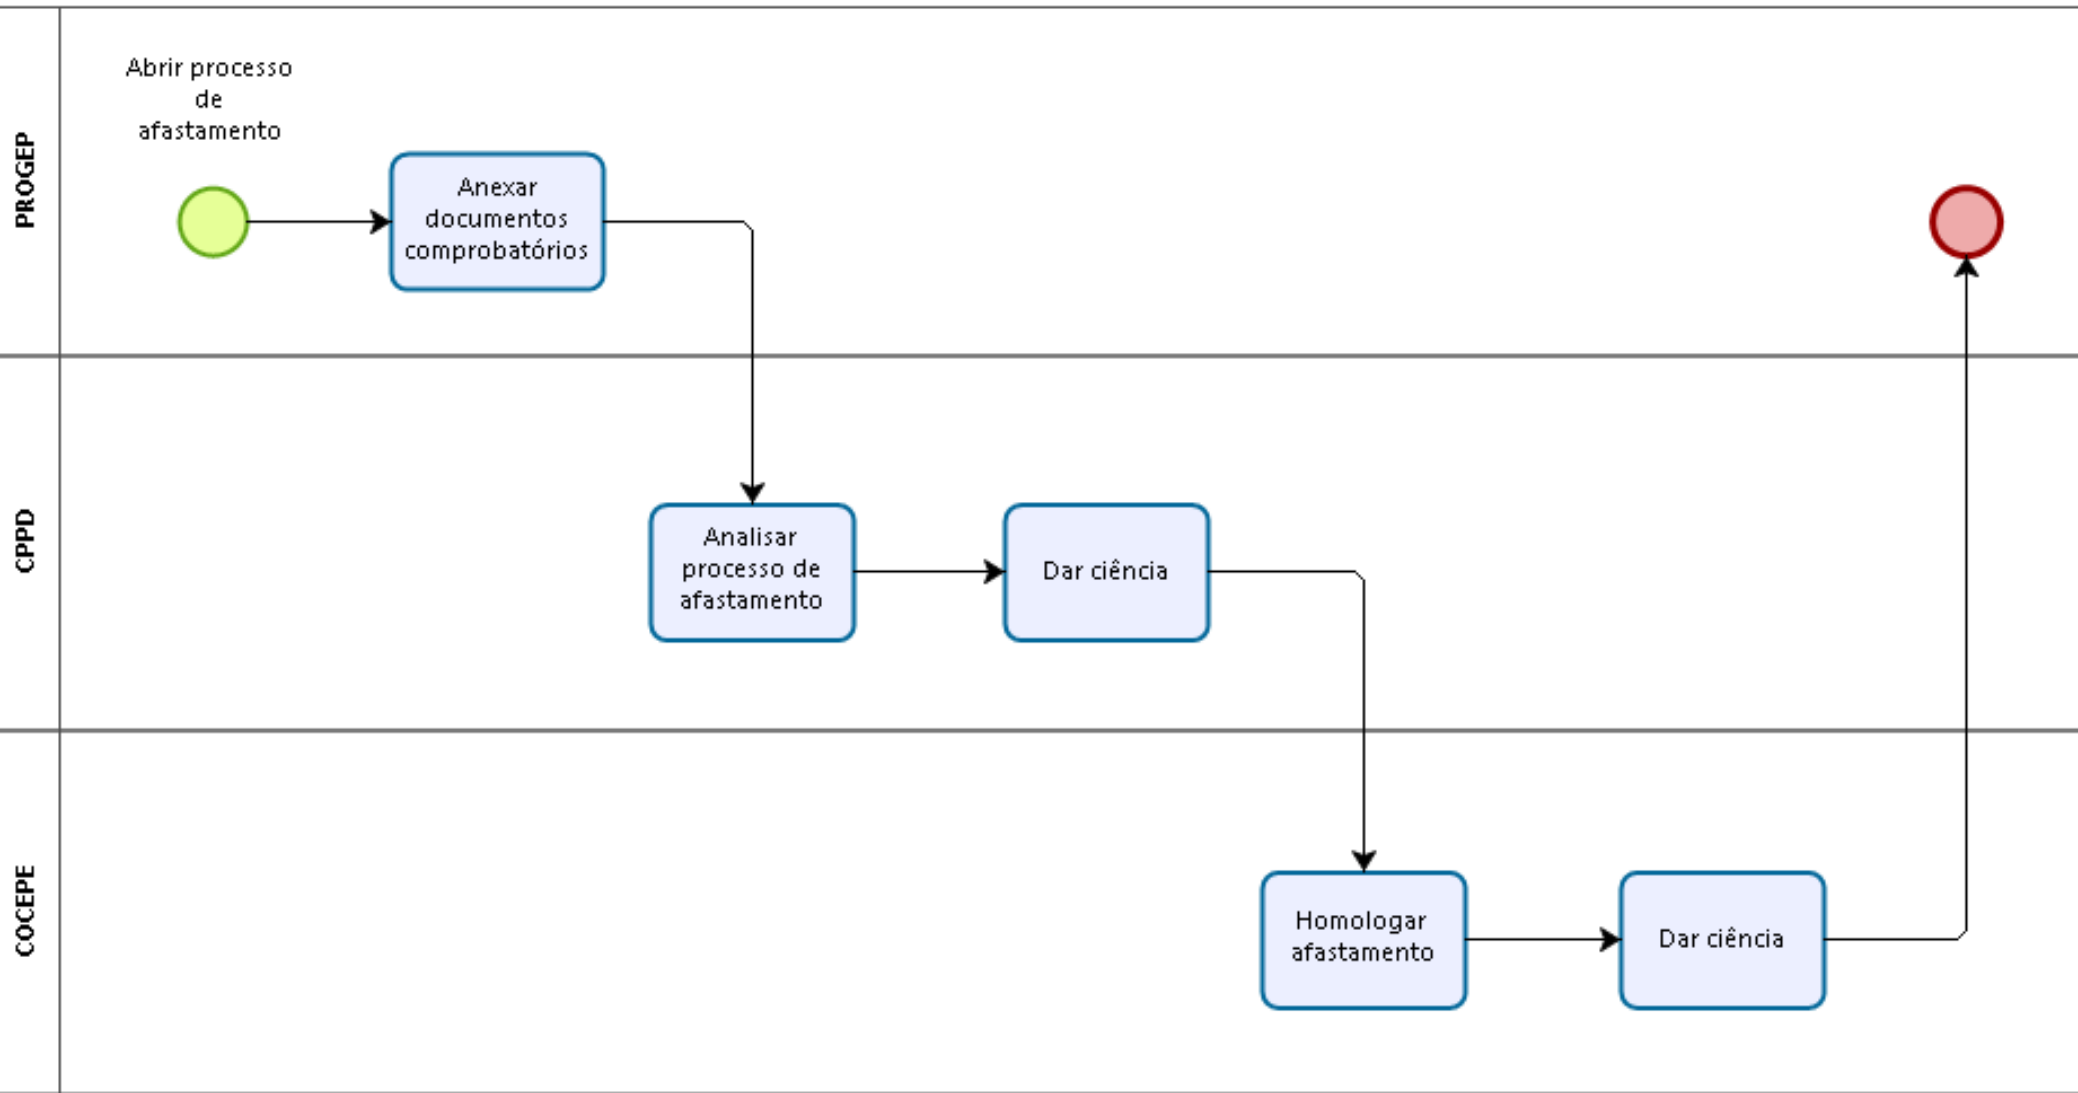 PROGEP
Abrir processo
de
afastamento
Anexar
documentos
comprobatórios
CPPD
Analisar
processo de
afastamento
Dar ciência
COCEPE
Homologar
afastamento
Dar ciência